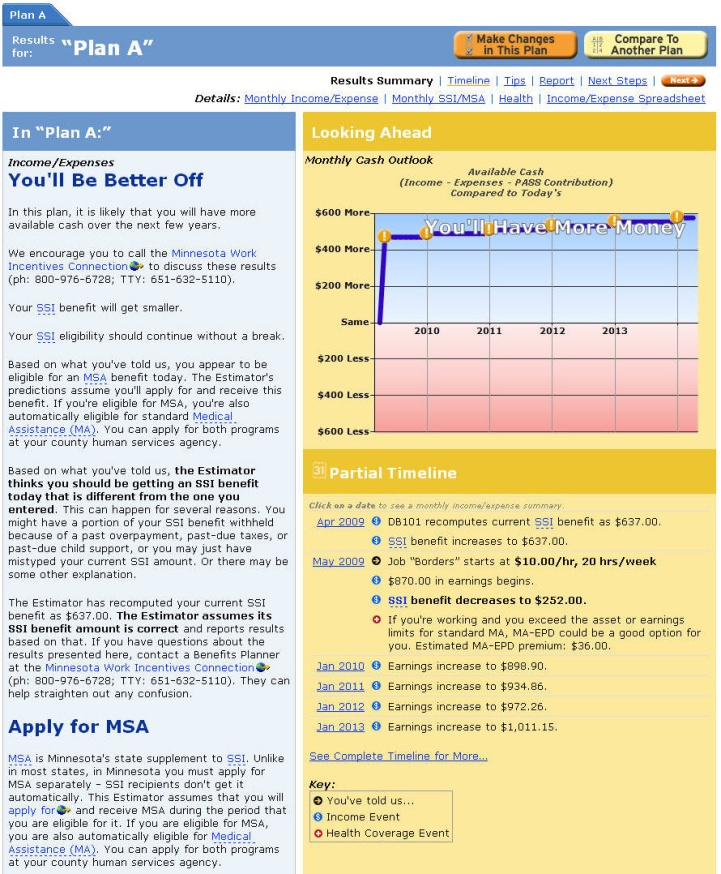 Plan A
Results for: “Plan A”
Make Changes in This Plan
Compare To Another Plan
Results Summary | Timeline | Tips | Report | Next Steps | Next
Details: Monthly Income/Expense | Monthly SSI/MSA | Health | Income/Expense Spreadsheet
In “Plan A:”
Income/Expenses
You'll Be Better Off
In this plan, it is likely that you will have more
available cash over the next few years.
We encourage you to call the Minnesota Work
Incentives Connection to discuss these results
(ph: 800-976-6728; TTY: 651-632-5110).
Your SSI benefit will get smaller.
Your SSI eligibility should continue without a break.
Based on what you've told us, you appear to be
eligible for an MSA benefit today. The Estimator's
predictions assume you'll apply for and receive this
benefit. If you're eligible for MSA, you're also
automatically eligible for standard Medical
Assistance (MA). You can apply for both programs
at your county human services agency.
Based on what you've told us, the Estimator
thinks you should be getting an SSI benefit
today that is different from the one you
entered. This can happen for several reasons. You
might have a portion of your SSI benefit withheld
because of a past overpayment, past-due taxes, or
past-due child support, or you may just have
mistyped your current SSI amount. Or there may be
some other explanation.
The Estimator has recomputed your current SSI
benefit as $637.00. The Estimator assumes its
SSI benefit amount is correct and reports results
based on that. If you have questions about the
results presented here, contact a Benefits Planner
at the Minnesota Work Incentives Connection
(ph: 800-976-6728; TTY: 651-632-5110). They can
help straighten out any confusion.
Apply for MSA
MSA is Minnesota's state supplement to SSI. Unlike
in most states, in Minnesota you must apply for
MSA separately - SSI recipients don't get it
automatically. This Estimator assumes that you will
apply for and receive MSA during the period that
you are eligible for it. If you are eligible for MSA,
you are also automatically eligible for Medical
Assistance (MA). You can apply for both programs
at your county human services agency.
Looking Ahead
Monthly Cash Outlook
Available Cash
(Income - Expenses - PASS Contribution)
Compared to Today's
You'll Have More Money
$600 More
$400 More
$200 More
Same
2010 2011 2012 2013
$200 Less
$400 Less
$600 Less
31 Partial Timeline
Click on a date to see a monthly income/expense summary.
Apr 2009 $ DB101 recomputes current SSI benefit as $637.00.
$ SSI benefit increases to $637.00.
May 2009 Job "Borders" starts at $10.00/hr, 20 hrs/week
$ $870.00 in earnings begins.
$ SSI benefit decreases to $252.00.
If you're working and you exceed the asset or earnings
limits for standard MA, MA-EPD could be a good option for
you. Estimated MA-EPD premium: $36.00.
Jan 2010 $ Earnings increase to $898.90.
Jan 2011 $ Earnings increase to $934.86.
Jan 2012 $ Earnings increase to $972.26.
Jan 2013 $ Earnings increase to $1,011.15.
See Complete Timeline for More...
Key:
You've told us...
$ Income Event
Health Coverage Event